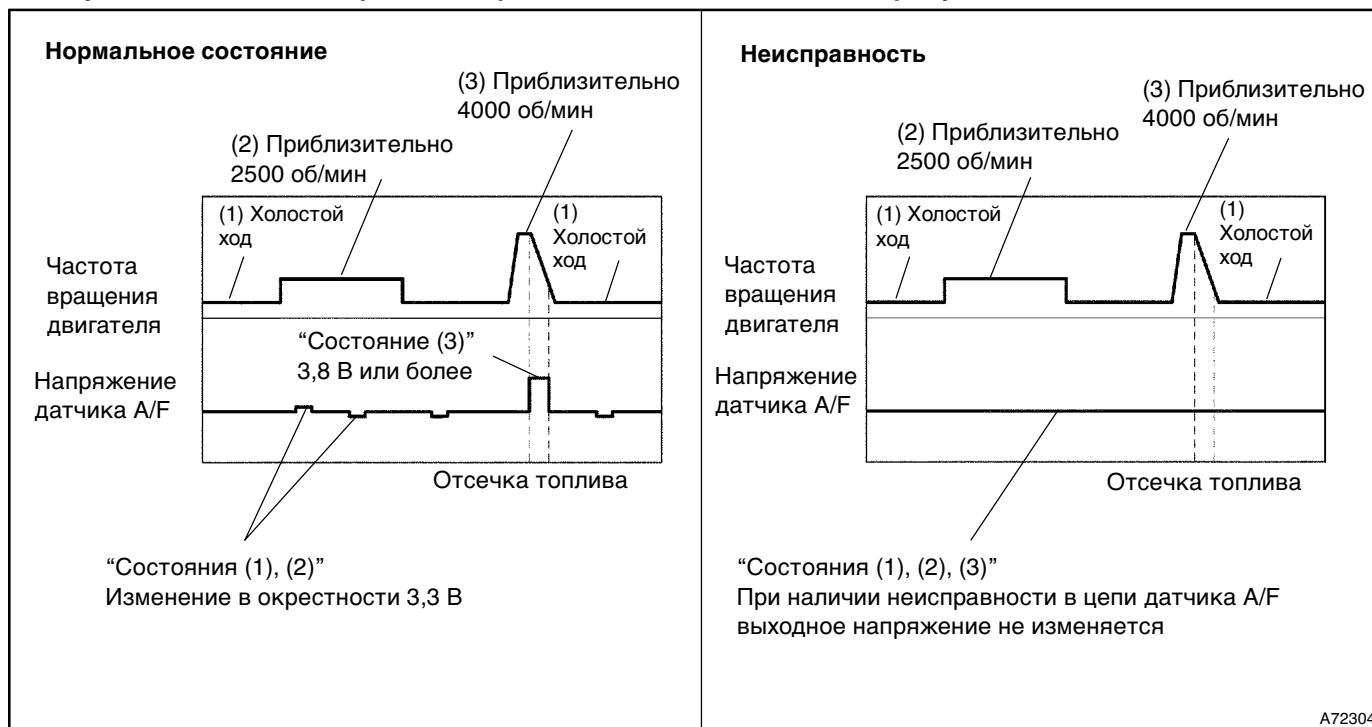 Нормальное состояние
(3) Приблизительно
4000 об/мин
(2) Приблизительно
2500 об/мин
(1) Холостой
ход
(1)
Холостой
ход
Частота
вращения
двигателя
“Состояние (3)”
3,8 В или более
Напряжение
датчика A/F
Отсечка топлива
“Состояния (1), (2)”
Изменение в окрестности 3,3 В
Неисправность
(3) Приблизительно
4000 об/мин
(2) Приблизительно
2500 об/мин
(1) Холостой
ход
(1)
Холостой
ход
Частота
вращения
двигателя
Напряжение
датчика A/F
Отсечка топлива
“Состояния (1), (2), (3)”
При наличии неисправности в цепи датчика A/F
выходное напряжение не изменяется
A72304